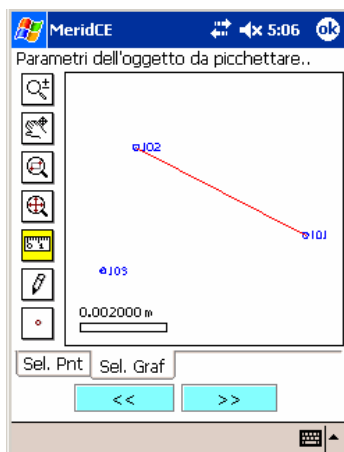 MeridCE 5:06 ok
Parametri dell'oggetto da picchettare..
102
101
103
0.002000 m
Sel. Pnt Sel. Graf
<< >>